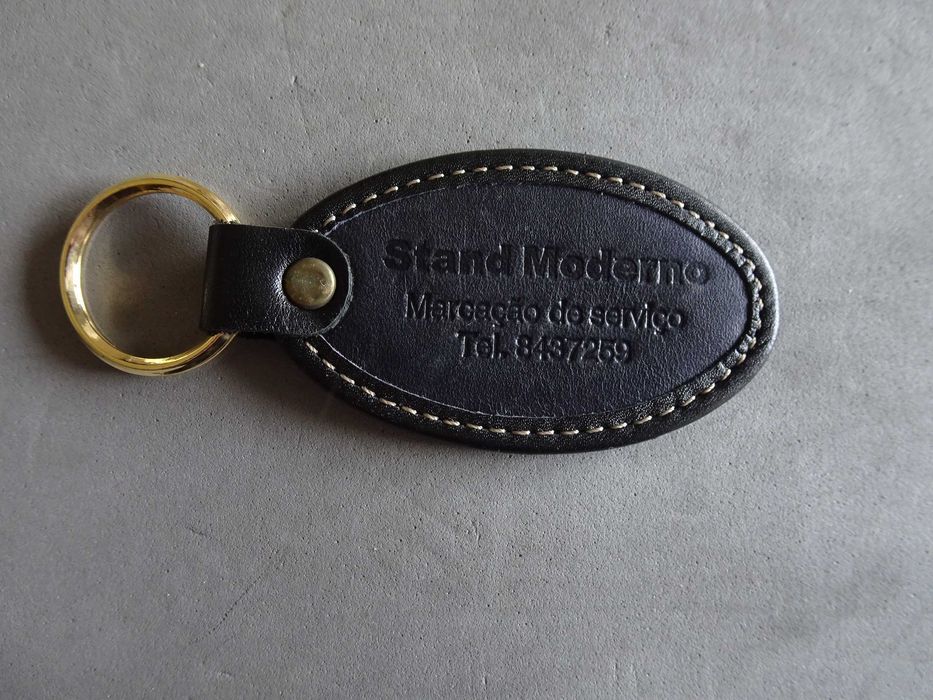 Stand Moderno
Marcação de serviço
Tel. 8437259